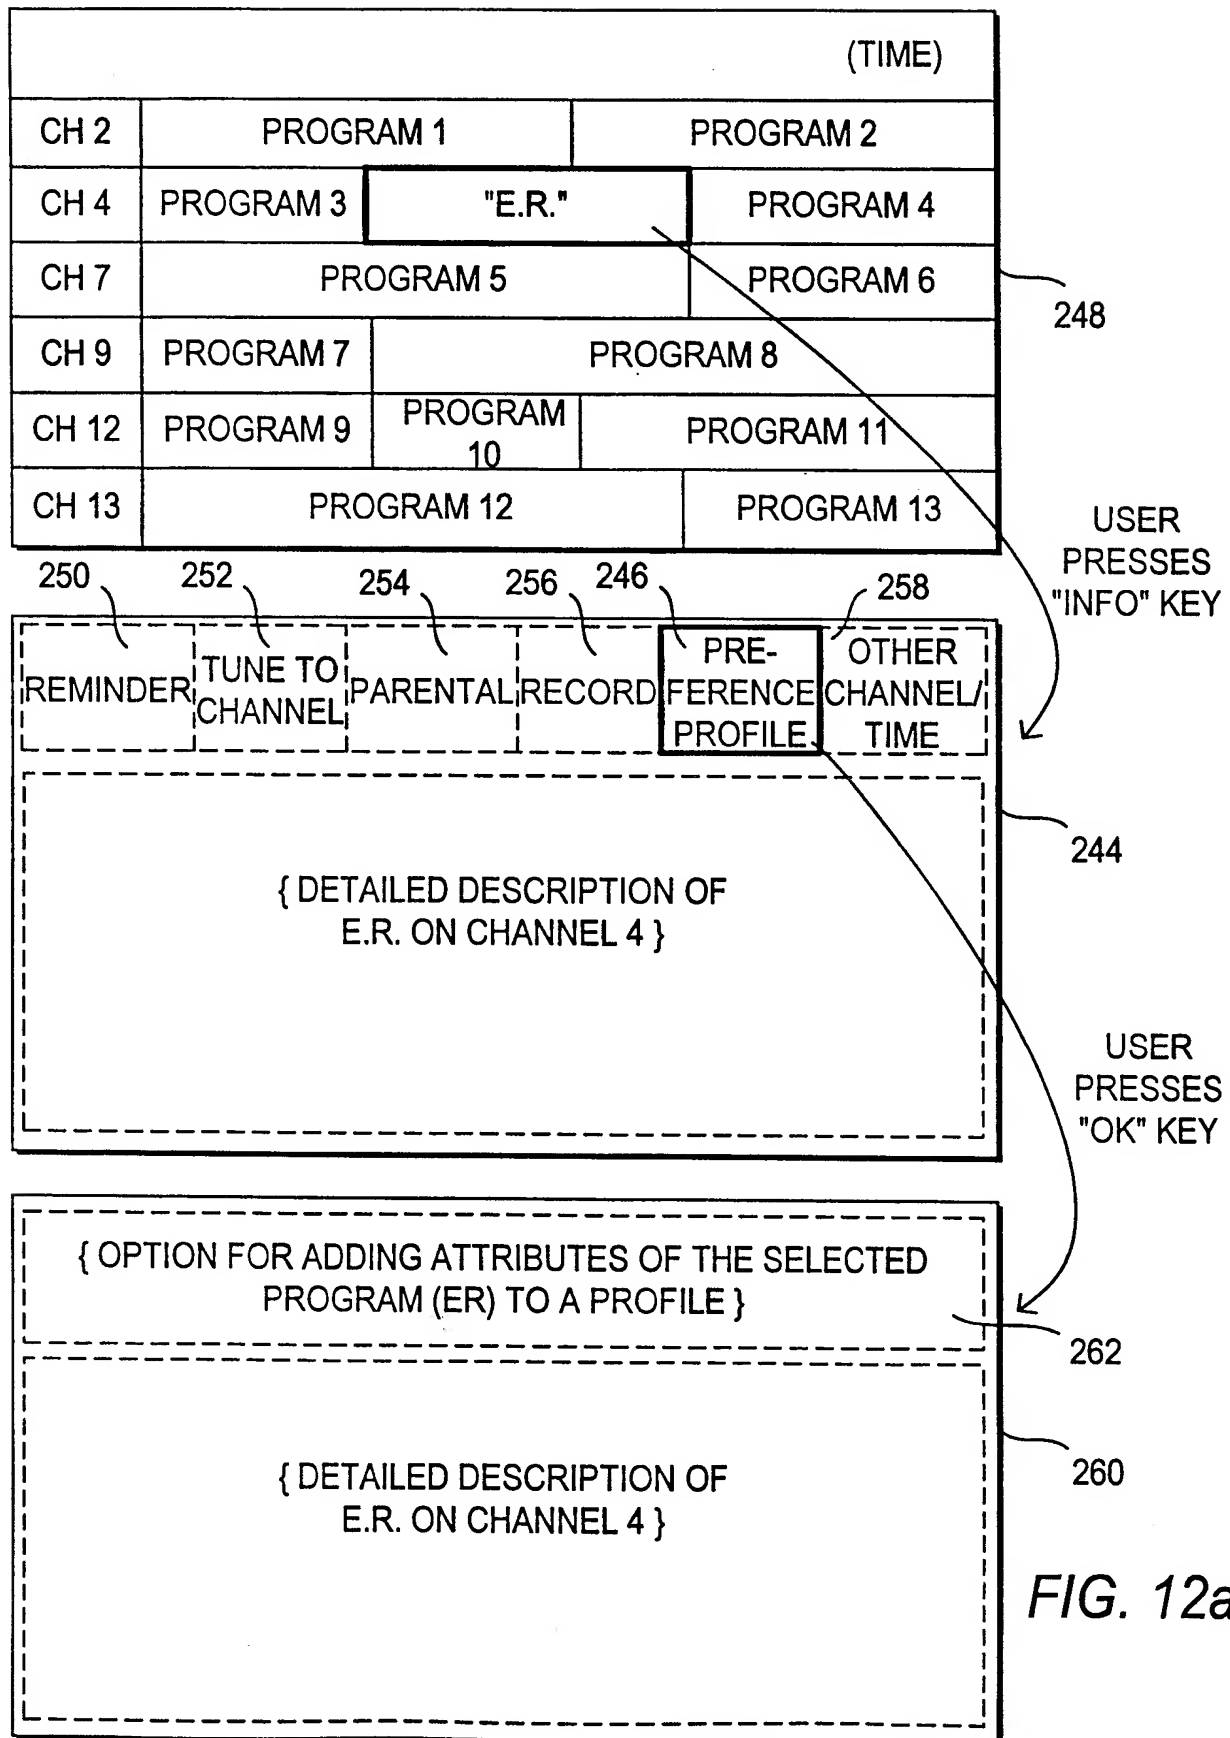 (TIME)
CH 2 PROGRAM 1 PROGRAM 2
CH 4 PROGRAM 3 "E.R." PROGRAM 4
CH 7 PROGRAM 5 PROGRAM 6
248
CH 9 PROGRAM 7 PROGRAM 8
CH 12 PROGRAM 9 PROGRAM
10 PROGRAM 11
CH 13 PROGRAM 12 PROGRAM 13
USER
PRESSES
"INFO" KEY
250 252 254 256 246 258
REMINDER
TUNE TO
CHANNEL
PARENTAL
RECORD
PRE-
FERENCE
PROFILE
OTHER
CHANNEL/
TIME
244
{ DETAILED DESCRIPTION OF
E.R. ON CHANNEL 4 }
USER
PRESSES
"OK" KEY
{ OPTION FOR ADDING ATTRIBUTES OF THE SELECTED
PROGRAM (ER) TO A PROFILE }
262
260
{ DETAILED DESCRIPTION OF
E.R. ON CHANNEL 4 }
FIG. 12a